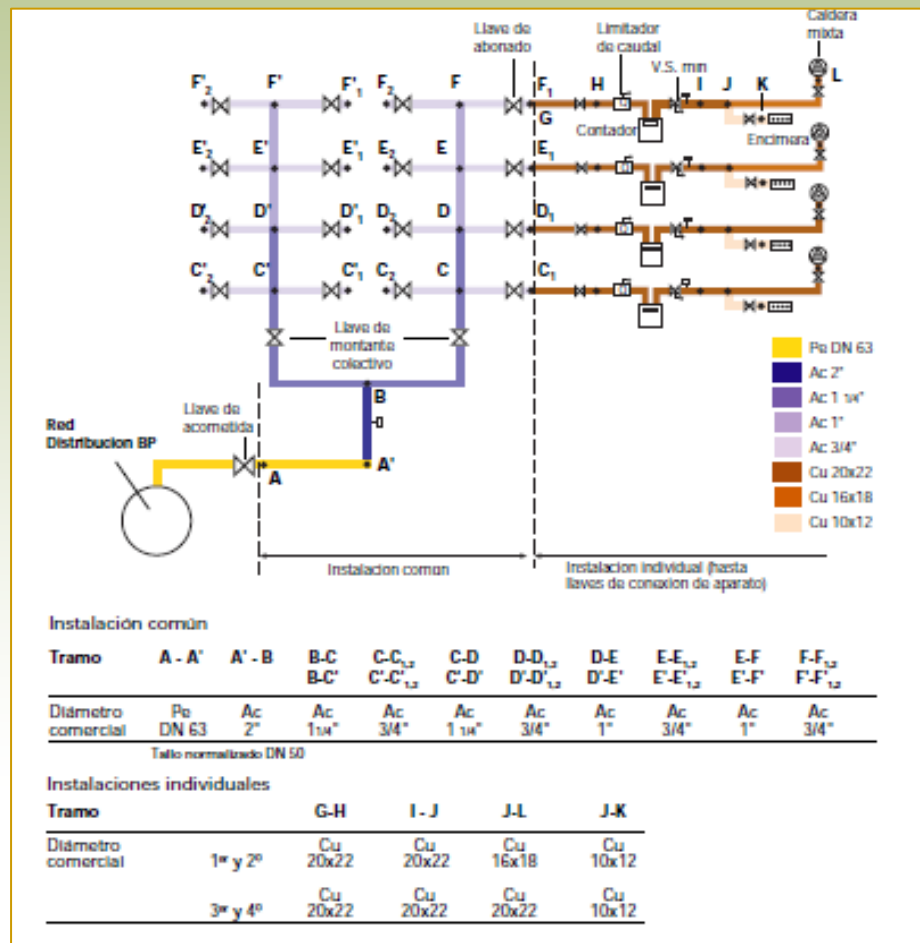 Llave de abonado
Limitador de caudal
Caldera mixta
V.S. min
F'2 F' F'1 F2 F F1 H I J K L
G
Contador
Encimera
E'2 E' E'1 E2 E E1
D'2 D' D'1 D2 D D1
C'2 C' C'1 C2 C C1
Llave de montante colectivo
B
Llave de acometida
Red Distribucion BP
A
A'
Pe DN 63
Ac 2"
Ac 1 1/4"
Ac 1"
Ac 3/4"
Cu 20x22
Cu 16x18
Cu 10x12
Instalacion común
Instalacion individual (hasta
llaves de conexion de aparato)
Instalación común
Tramo A - A' A' - B B-C C-C1,2 C-D D-D1,2 D-E E-E1,2 E-F F-F1,2
B-C' C'-C'1,2 C'-D' D'-D'1,2 D'-E' E'-E'1,2 E'-F' F'-F'1,2
Diámetro Pe Ac Ac Ac Ac Ac Ac Ac Ac Ac
comercial DN 63 2" 1 1/4" 3/4" 1 1/4" 3/4" 1" 3/4" 1" 3/4"
Tallo normalizado DN 50
Instalaciones individuales
Tramo G-H I - J J-L J-K
Diámetro Cu Cu Cu Cu
comercial 1er y 2º 20x22 20x22 16x18 10x12
Cu Cu Cu Cu
3er y 4º 20x22 20x22 20x22 10x12